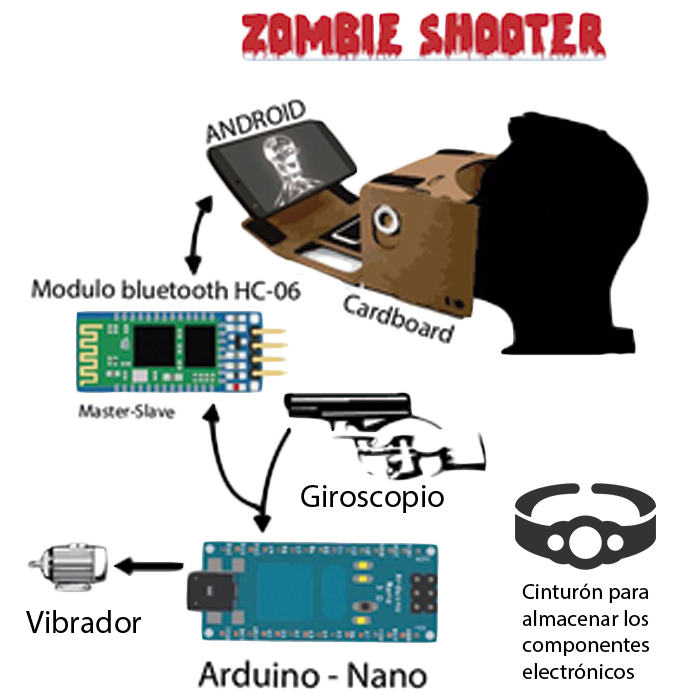 ZOMBIE SHOOTER
ANDROID
Modulo bluetooth HC-06
Cardboard
Master-Slave
Giroscopio
Vibrador
Cinturón para
almacenar los
componentes
electrónicos
Arduino - Nano